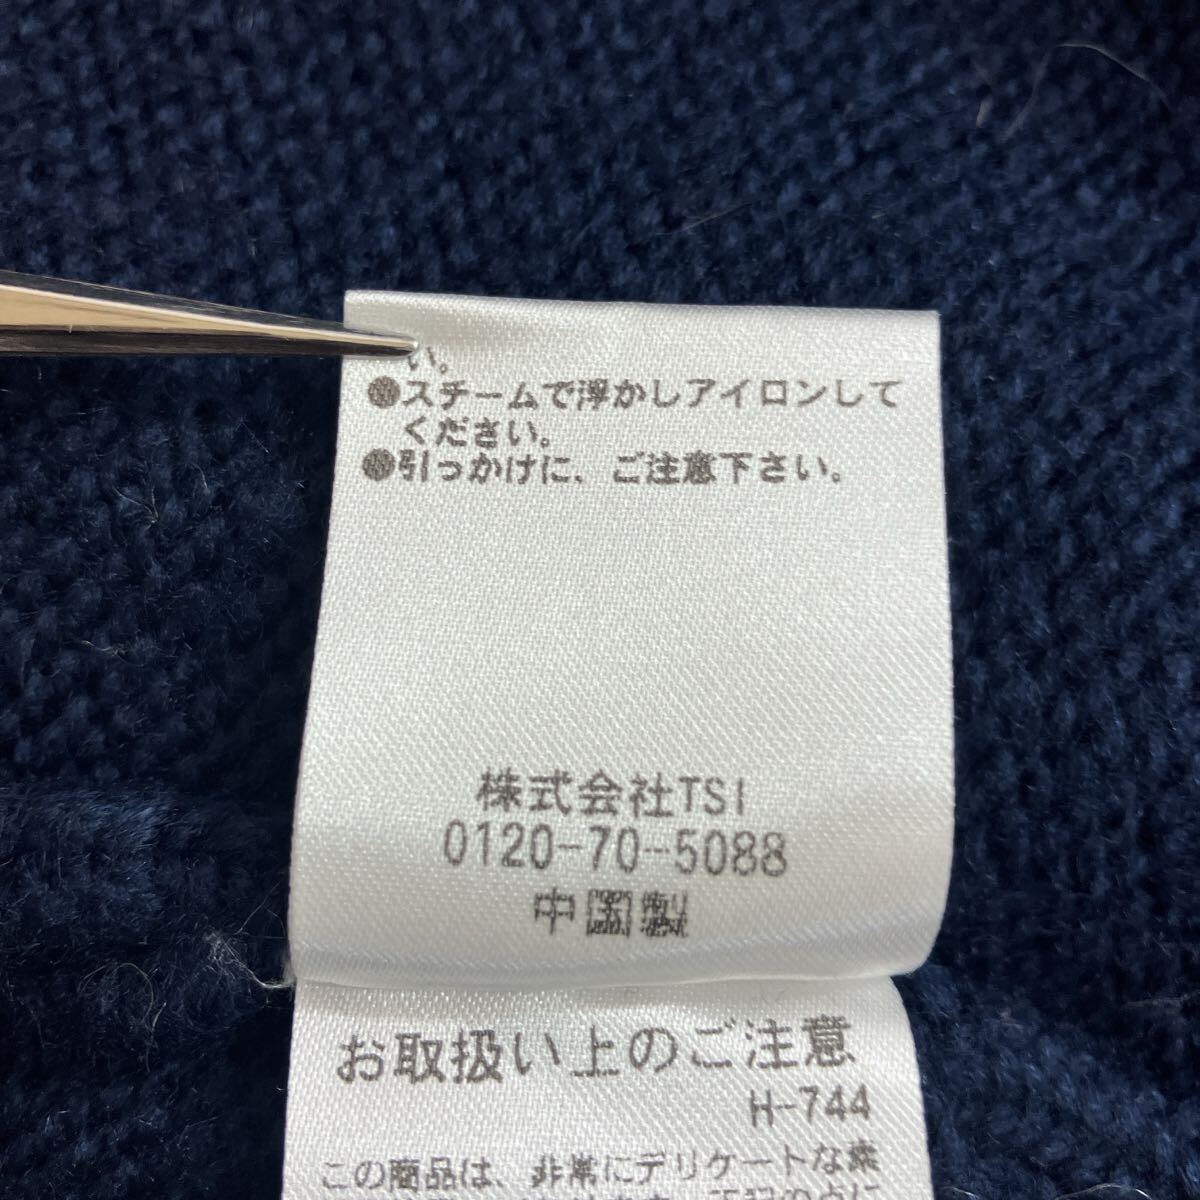 い。
●スチームで浮かしアイロンして
ください。
●引っかけに、ご注意下さい。
株式会社TSI
0120-70-5088
中国製
お取扱い上のご注意
H-744
この商品は、非常にデリケートな素